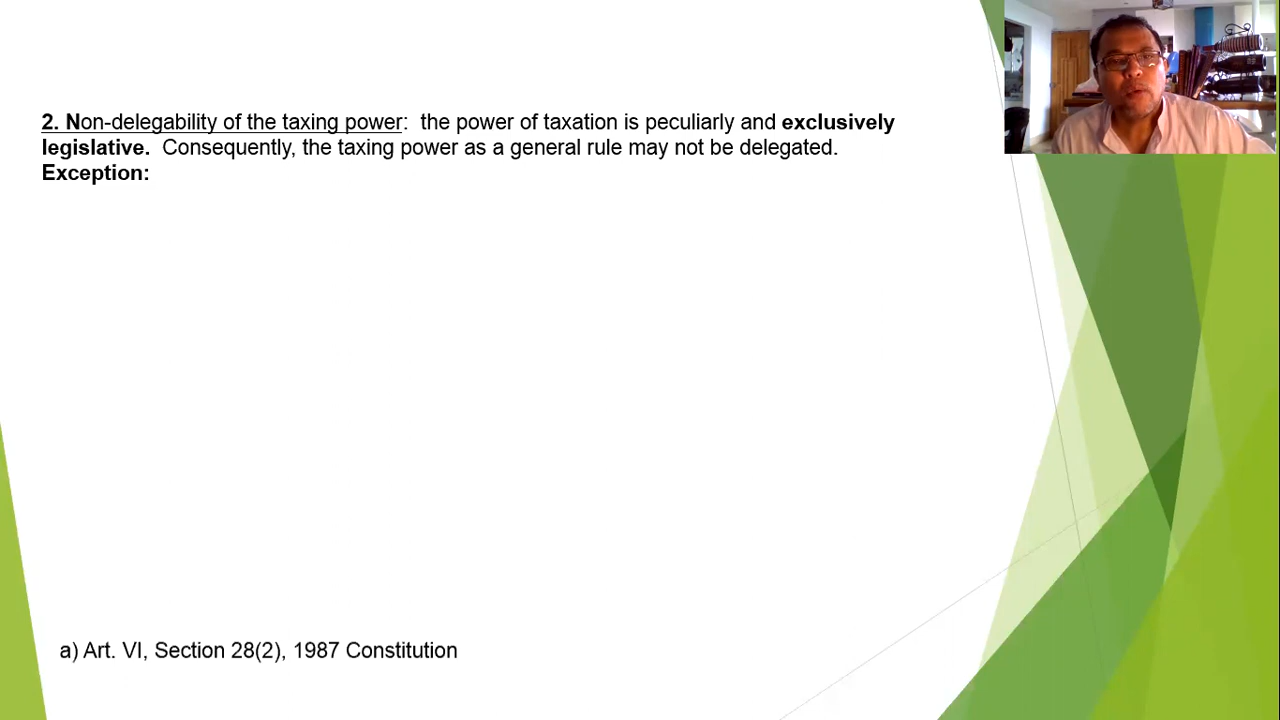 2. Non-delegability of the taxing power:  the power of taxation is peculiarly and exclusively
legislative.  Consequently, the taxing power as a general rule may not be delegated.
Exception:
a) Art. VI, Section 28(2), 1987 Constitution